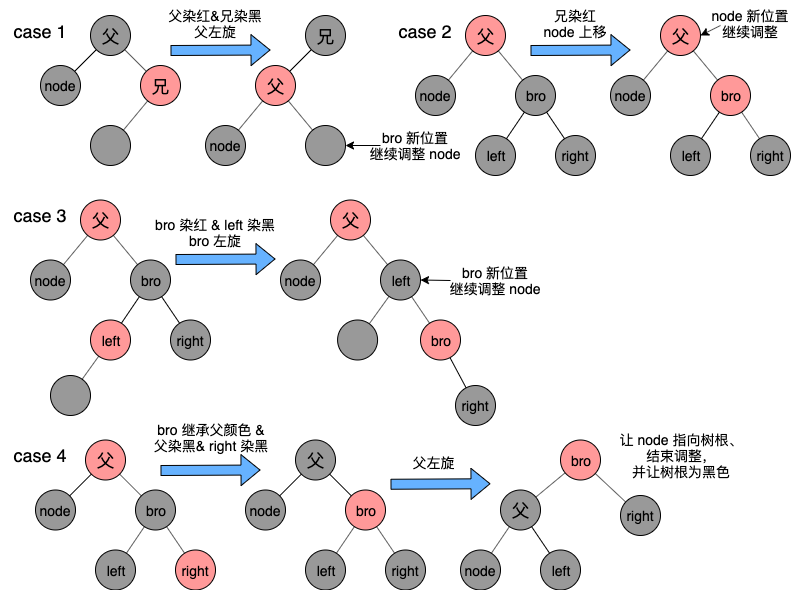 case 1
父
node
兄
父染红&兄染黑
父左旋
兄
父
node
bro 新位置
继续调整 node
case 2
父
node
bro
left
right
兄染红
node 上移
父
node
bro
left
right
node 新位置
继续调整
case 3
父
node
bro
left
right
bro 染红 & left 染黑
bro 左旋
父
node
left
bro
right
bro 新位置
继续调整 node
case 4
父
node
bro
left
right
bro 继承父颜色 &
父染黑& right 染黑
父
node
bro
left
right
父左旋
bro
父
right
node
left
让 node 指向树根、
结束调整,
并让树根为黑色